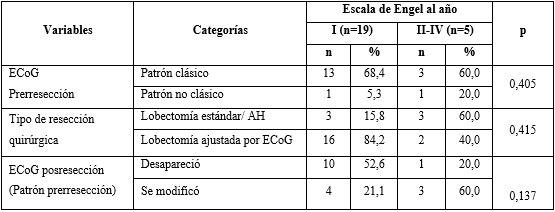 Variables Categorías Escala de Engel al año p
I (n=19) II-IV (n=5)
n % n %
ECoG Prerresección Patrón clásico 13 68,4 3 60,0 0,405
Patrón no clásico 1 5,3 1 20,0
Tipo de resección quirúrgica Lobectomía estándar/ AH 3 15,8 3 60,0 0,415
Lobectomía ajustada por ECoG 16 84,2 2 40,0
ECoG posresección (Patrón prerresección) Desapareció 10 52,6 1 20,0 0,137
Se modificó 4 21,1 3 60,0